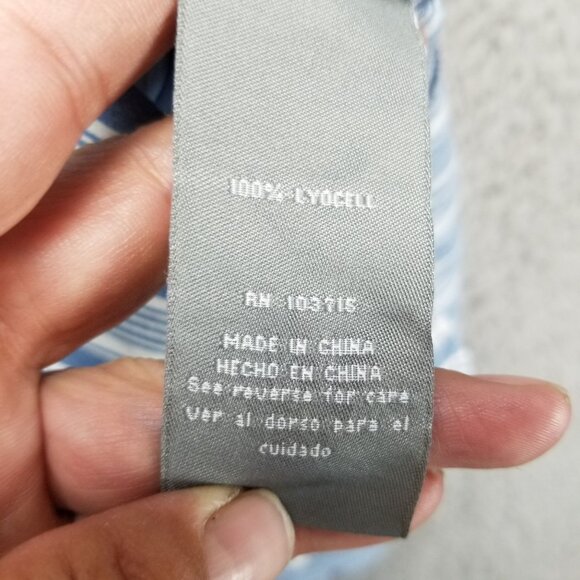 100% LYOCELL
RN 103715
MADE IN CHINA
HECHO EN CHINA
See reverse for care
Ver al dorso para el
cuidado